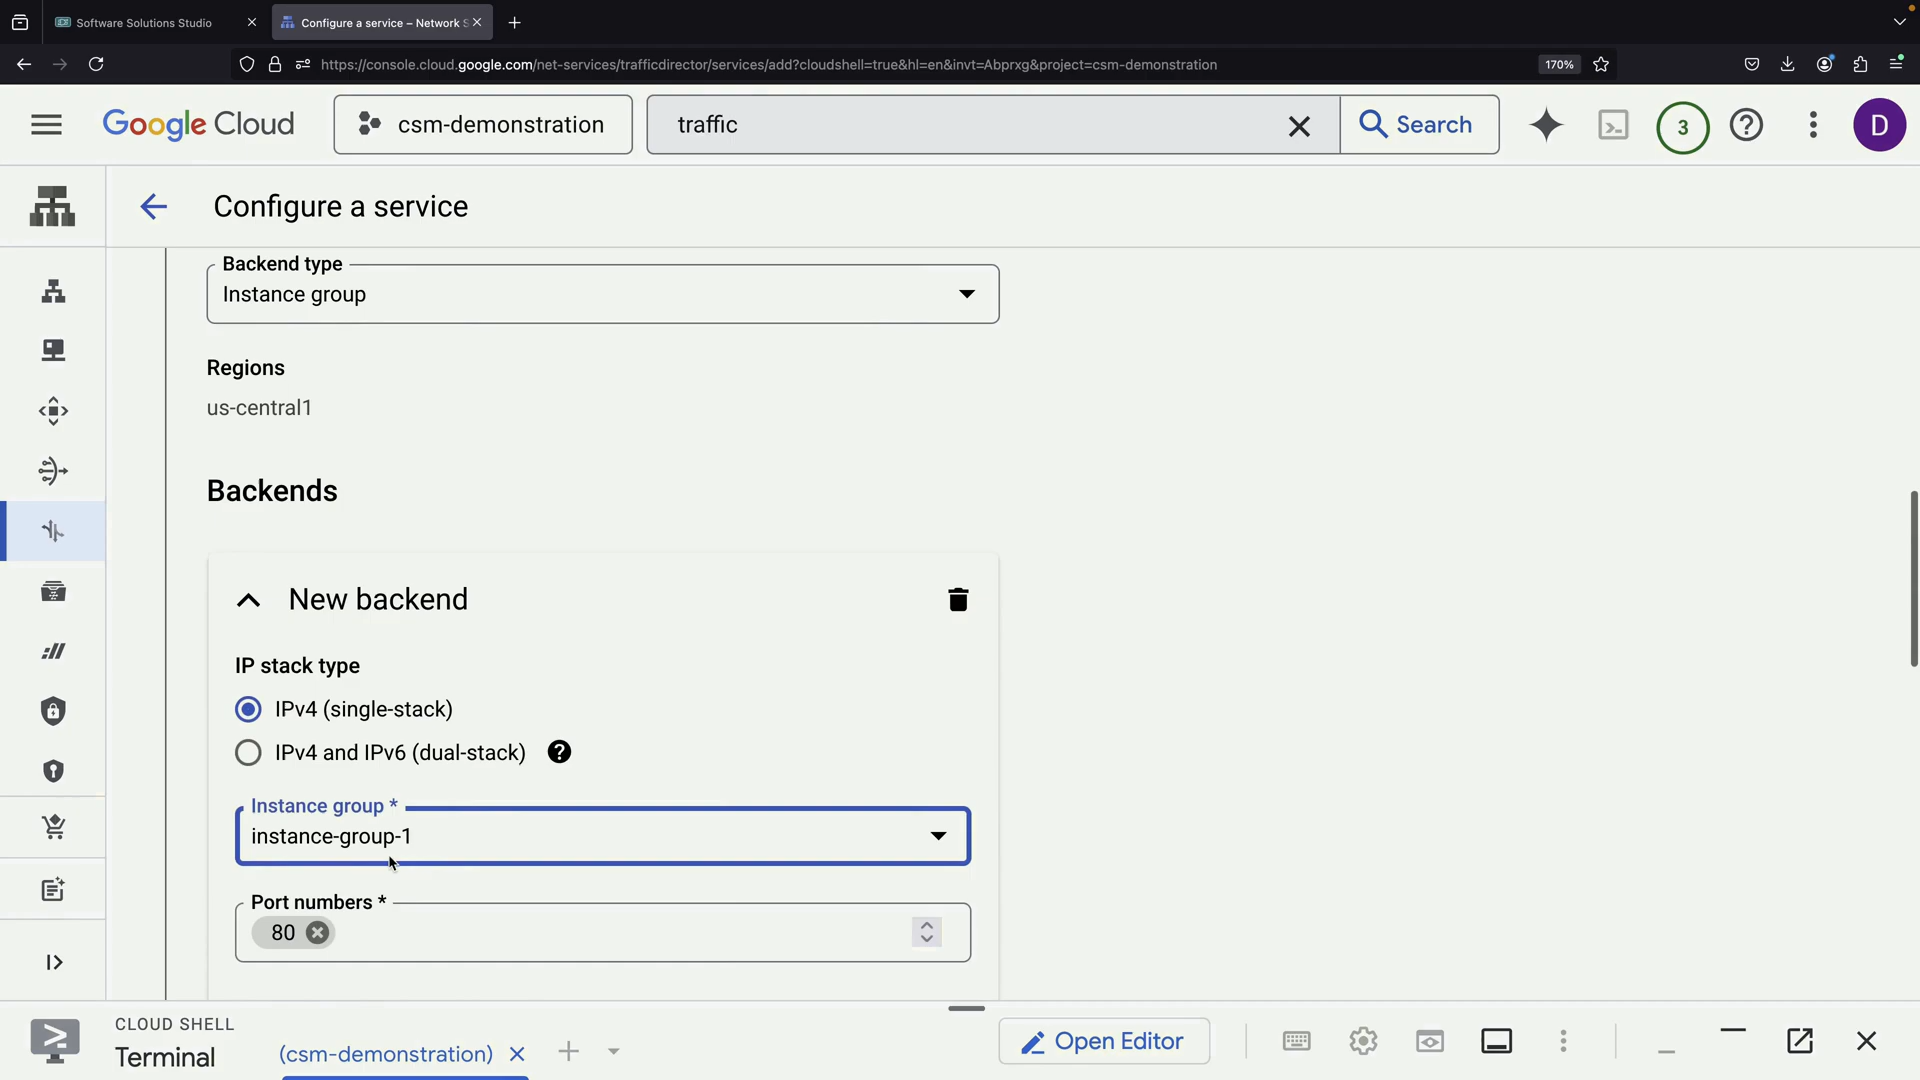 Software Solutions Studio
Configure a service – Network S
https://console.cloud.google.com/net-services/trafficdirector/services/add?cloudshell=true&hl=en&invt=Abprxg&project=csm-demonstration
170%
Google Cloud
csm-demonstration
traffic
Search
3
D
Configure a service
Backend type
Instance group
Regions
us-central1
Backends
New backend
IP stack type
IPv4 (single-stack)
IPv4 and IPv6 (dual-stack)
Instance group *
instance-group-1
Port numbers *
80
CLOUD SHELL
Terminal
(csm-demonstration)
Open Editor